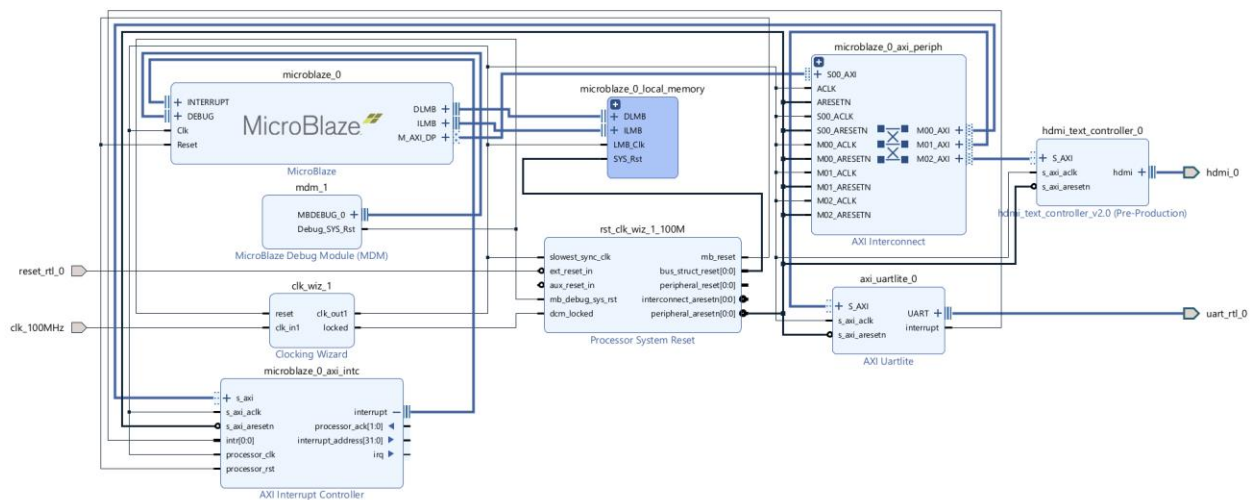 microblaze_0
INTERRUPT
DEBUG
Clk
Reset
MicroBlaze
DLMB
ILMB
M_AXI_DP
MicroBlaze
mdm_1
MBDEBUG_0
Debug_SYS_Rst
MicroBlaze Debug Module (MDM)
reset_rtl_0
clk_100MHz
clk_wiz_1
reset
clk_in1
clk_out1
locked
Clocking Wizard
microblaze_0_axi_intc
s_axi
s_axi_aclk
s_axi_aresetn
intr[0:0]
processor_clk
processor_rst
interrupt
processor_ack[1:0]
interrupt_address[31:0]
irq
AXI Interrupt Controller
microblaze_0_local_memory
DLMB
ILMB
LMB_Clk
SYS_Rst
rst_clk_wiz_1_100M
slowest_sync_clk
ext_reset_in
aux_reset_in
mb_debug_sys_rst
dcm_locked
mb_reset
bus_struct_reset[0:0]
peripheral_reset[0:0]
interconnect_aresetn[0:0]
peripheral_aresetn[0:0]
Processor System Reset
microblaze_0_axi_periph
S00_AXI
ACLK
ARESETN
S00_ACLK
S00_ARESETN
M00_ACLK
M00_ARESETN
M01_ACLK
M01_ARESETN
M02_ACLK
M02_ARESETN
M00_AXI
M01_AXI
M02_AXI
AXI Interconnect
hdmi_text_controller_0
S_AXI
s_axi_aclk
s_axi_aresetn
hdmi
hdmi_text_controller_v2.0 (Pre-Production)
hdmi_0
axi_uartlite_0
S_AXI
s_axi_aclk
s_axi_aresetn
UART
interrupt
AXI Uartlite
uart_rtl_0